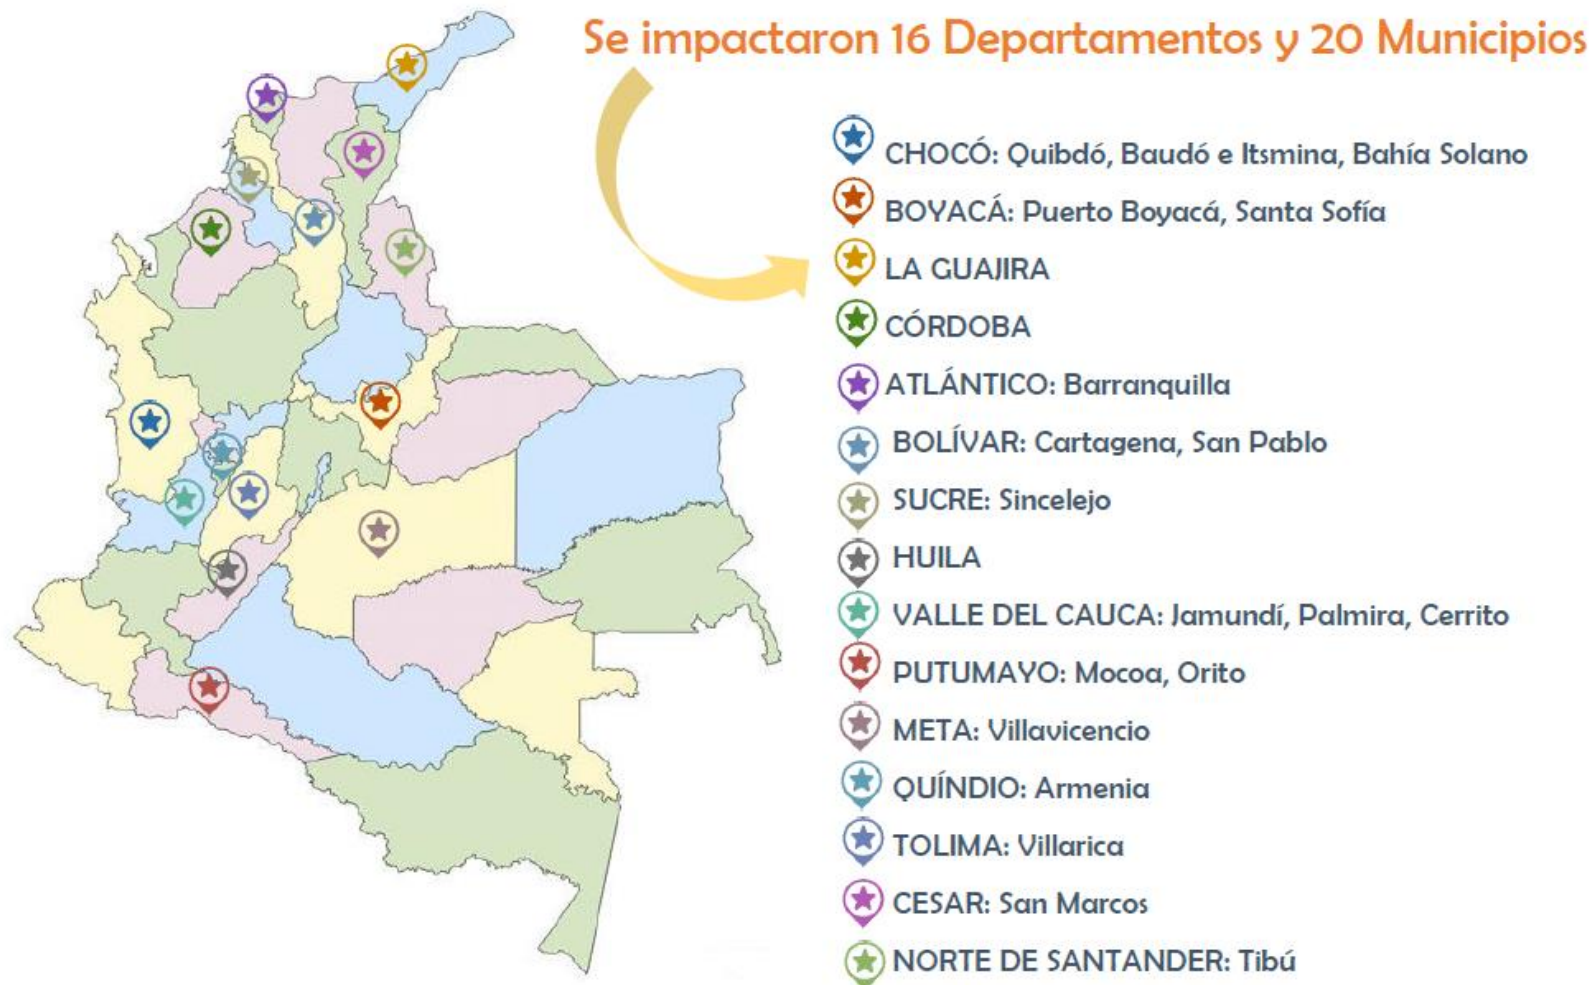 Se impactaron 16 Departamentos y 20 Municipios
CHOCÓ: Quibdó, Baudó e Itsmina, Bahía Solano
BOYACÁ: Puerto Boyacá, Santa Sofía
LA GUAJIRA
CÓRDOBA
ATLÁNTICO: Barranquilla
BOLÍVAR: Cartagena, San Pablo
SUCRE: Sincelejo
HUILA
VALLE DEL CAUCA: Jamundí, Palmira, Cerrito
PUTUMAYO: Mocoa, Orito
META: Villavicencio
QUÍNDIO: Armenia
TOLIMA: Villarica
CESAR: San Marcos
NORTE DE SANTANDER: Tibú